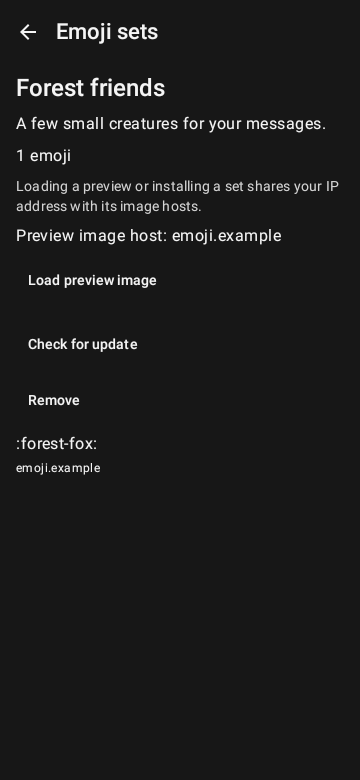 Emoji sets
Forest friends
A few small creatures for your messages.
1 emoji
Loading a preview or installing a set shares your IP
address with its image hosts.
Preview image host: emoji.example
Load preview image
Check for update
Remove
:forest-fox:
emoji.example